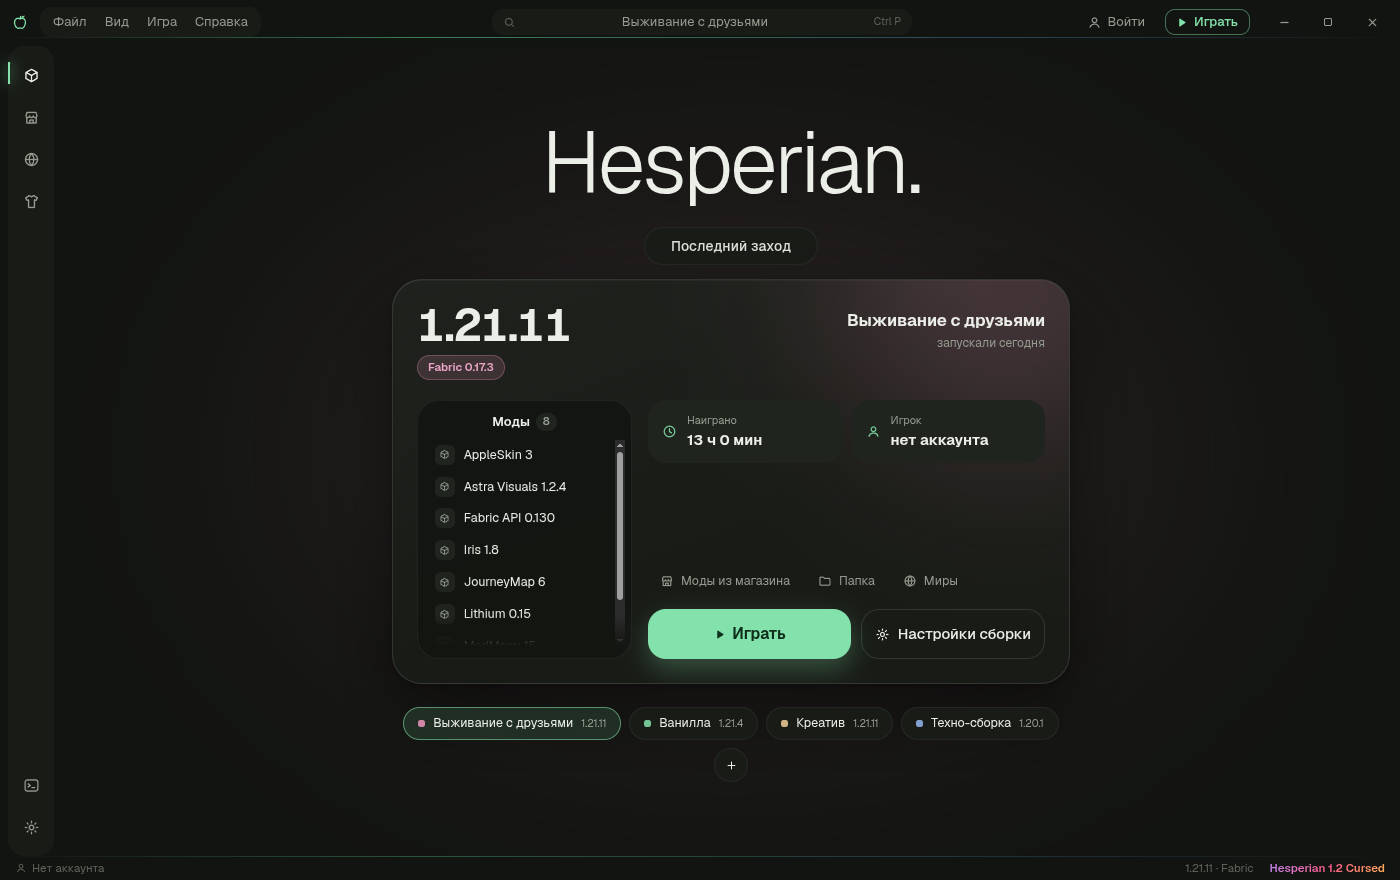 Файл Вид Игра Справка Выживание с друзьями Ctrl P Войти Играть
Hesperian.
Последний заход
1.21.11
Выживание с друзьями
запускали сегодня
Fabric 0.17.3
Моды 8
AppleSkin 3
Astra Visuals 1.2.4
Fabric API 0.130
Iris 1.8
JourneyMap 6
Lithium 0.15
Наиграно
13 ч 0 мин
Игрок
нет аккаунта
Моды из магазина Папка Миры
Играть Настройки сборки
Выживание с друзьями 1.21.11 Ванилла 1.21.4 Креатив 1.21.11 Техно-сборка 1.20.1
+
Нет аккаунта 1.21.11 · Fabric Hesperian 1.2 Cursed